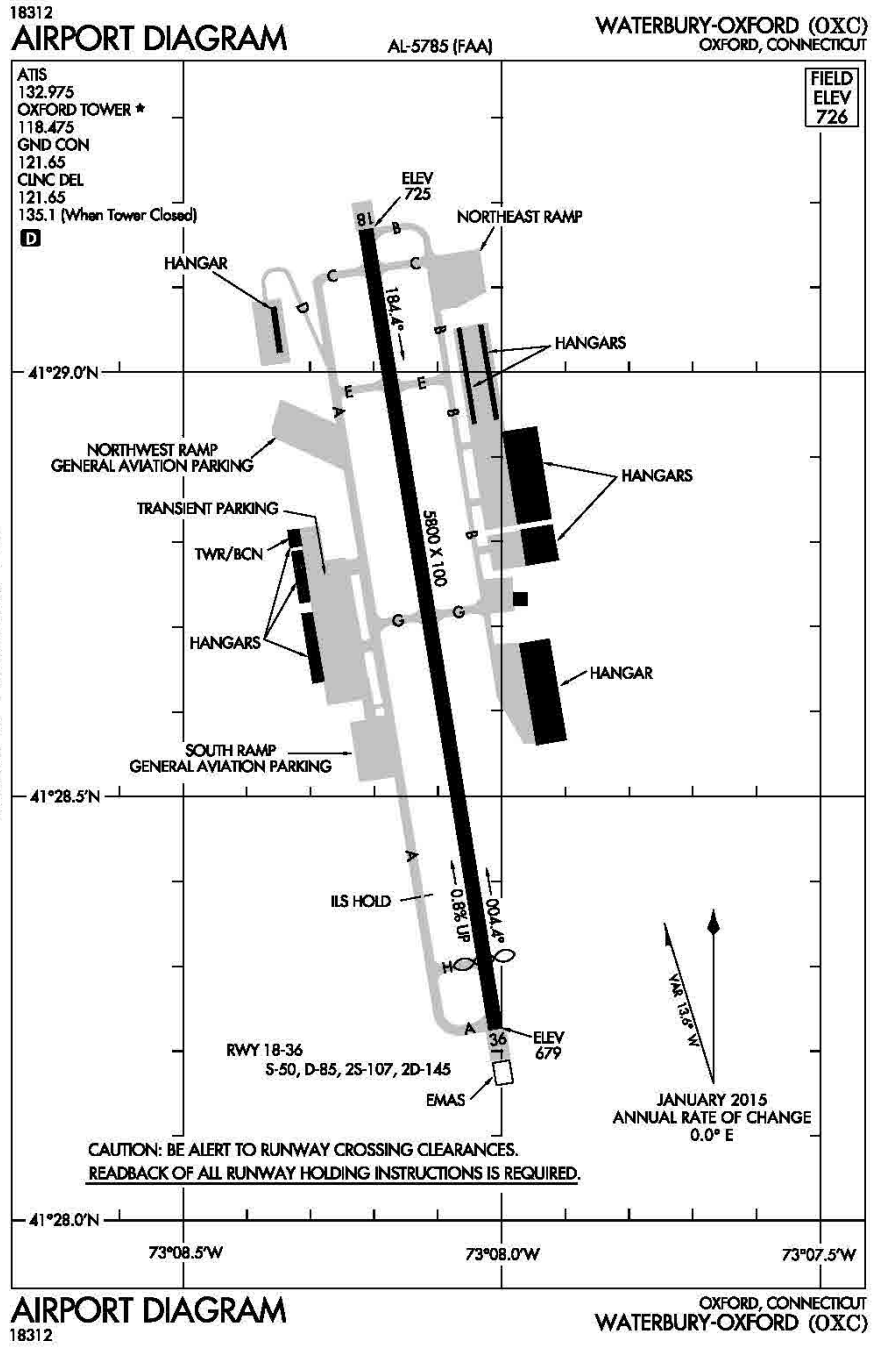 18312
AIRPORT DIAGRAM
AL-5785 (FAA)
WATERBURY-OXFORD (OXC)
OXFORD, CONNECTICUT
ATIS
132.975
OXFORD TOWER ★
118.475
GND CON
121.65
CLNC DEL
121.65
135.1 (When Tower Closed)
D
FIELD
ELEV
726
ELEV
725
18
B
NORTHEAST RAMP
HANGAR
C
C
D
184.4°
B
HANGARS
41°29.0'N
E
E
A
B
NORTHWEST RAMP
GENERAL AVIATION PARKING
HANGARS
TRANSIENT PARKING
5800 X 100
B
TWR/BCN
G
G
HANGARS
HANGAR
SOUTH RAMP
GENERAL AVIATION PARKING
41°28.5'N
A
ILS HOLD
0.8% UP
004.4°
H
VAR 13.6° W
A
36
ELEV
679
RWY 18-36
S-50, D-85, 2S-107, 2D-145
EMAS
JANUARY 2015
ANNUAL RATE OF CHANGE
0.0° E
CAUTION: BE ALERT TO RUNWAY CROSSING CLEARANCES.
READBACK OF ALL RUNWAY HOLDING INSTRUCTIONS IS REQUIRED.
41°28.0'N
73°08.5'W
73°08.0'W
73°07.5'W
AIRPORT DIAGRAM
18312
OXFORD, CONNECTICUT
WATERBURY-OXFORD (OXC)